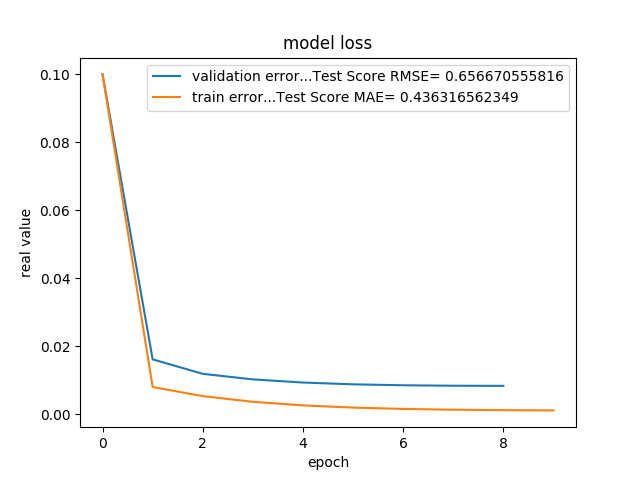 model loss
validation error...Test Score RMSE= 0.656670555816
train error...Test Score MAE= 0.436316562349
0.10
0.08
0.06
0.04
0.02
0.00
real value
0 2 4 6 8
epoch